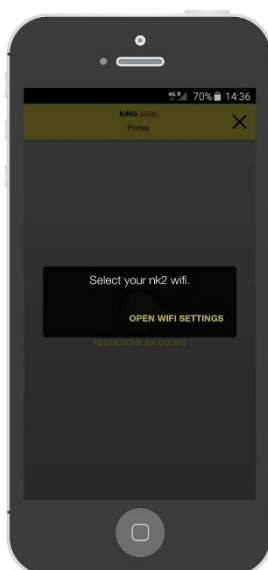 4G 70% 14:36
KINGgates
Portes
Select your nk2 wifi.
OPEN WIFI SETTINGS
RECHERCHE EN COURS